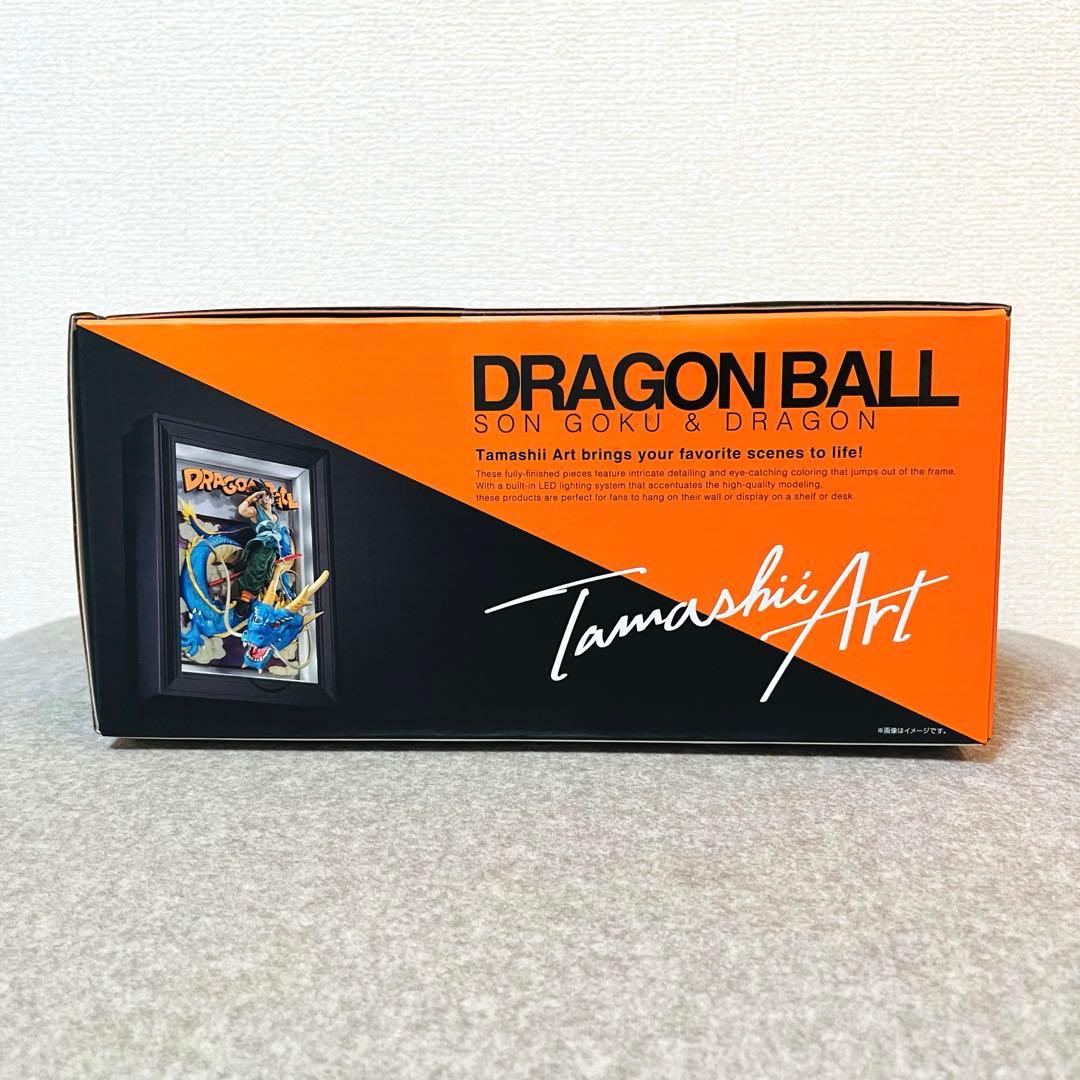 DRAGON BALL
SON GOKU & DRAGON
Tamashii Art brings your favorite scenes to life!
These fully-finished pieces feature intricate detailing and eye-catching coloring that jumps out of the frame.
With a built-in LED lighting system that accentuates the high-quality modeling,
these products are perfect for fans to hang on their wall or display on a shelf or desk.
DRAGON BALL
Tamashii Art
※画像はイメージです。